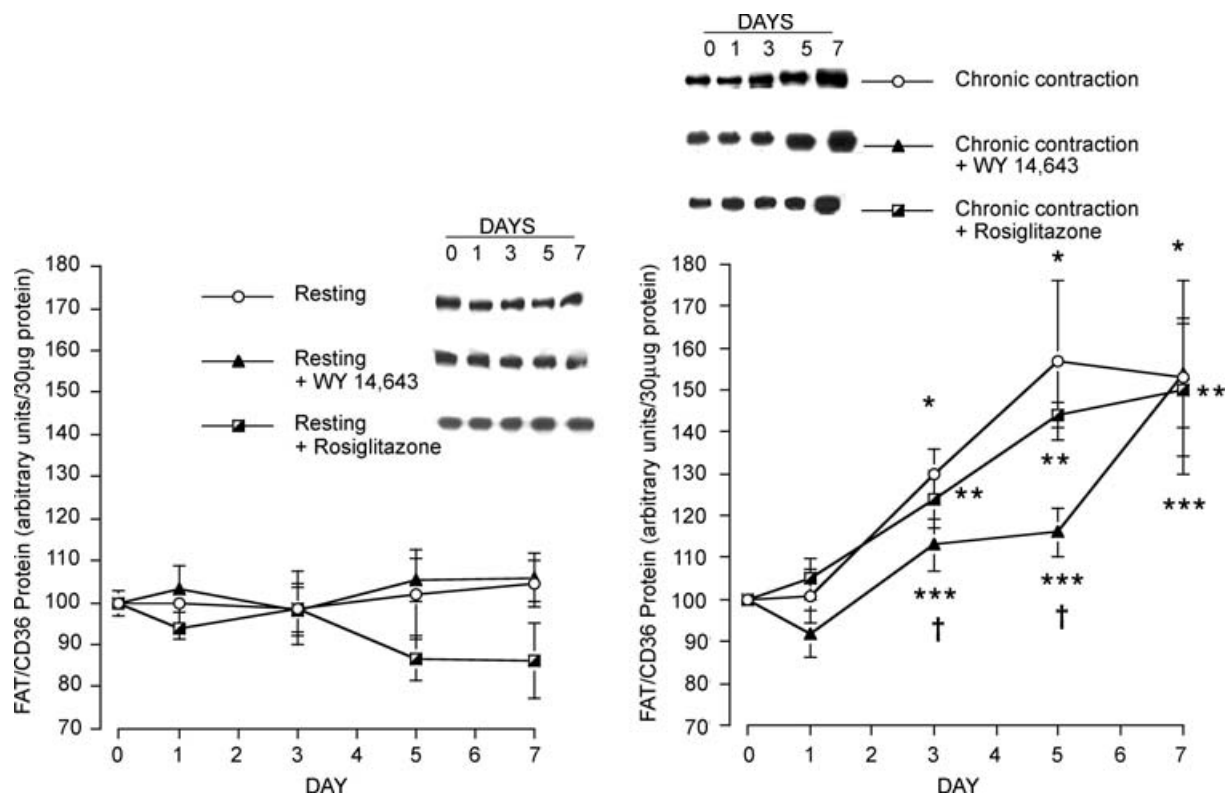 DAYS
0 1 3 5 7
Resting
Resting
+ WY 14,643
Resting
+ Rosiglitazone
FAT/CD36 Protein (arbitrary units/30µg protein)
180
170
160
150
140
130
120
110
100
90
80
70
0 1 2 3 4 5 6 7
DAY
DAYS
0 1 3 5 7
Chronic contraction
Chronic contraction
+ WY 14,643
Chronic contraction
+ Rosiglitazone
FAT/CD36 Protein (arbitrary units/30µug protein)
180
170
160
150
140
130
120
110
100
90
80
70
* *
*
**
**
**
***
***
***
†
†
0 1 2 3 4 5 6 7
DAY